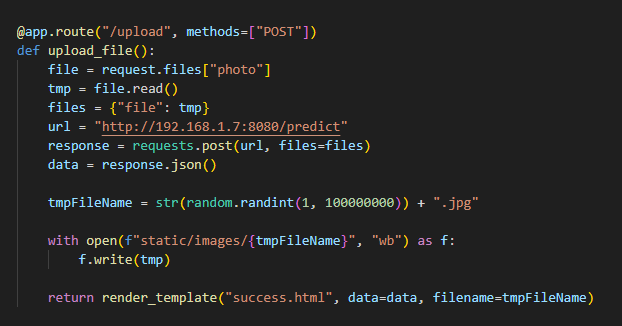 @app.route("/upload", methods=["POST"])
def upload_file():
    file = request.files["photo"]
    tmp = file.read()
    files = {"file": tmp}
    url = "http://192.168.1.7:8080/predict"
    response = requests.post(url, files=files)
    data = response.json()
    tmpFileName = str(random.randint(1, 100000000)) + ".jpg"
    with open(f"static/images/{tmpFileName}", "wb") as f:
        f.write(tmp)
    return render_template("success.html", data=data, filename=tmpFileName)